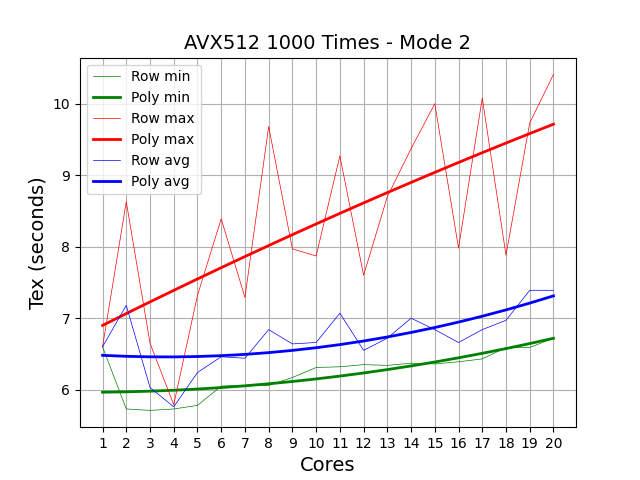 AVX512 1000 Times - Mode 2
Row min
Poly min
Row max
Poly max
Row avg
Poly avg
Tex (seconds)
10
9
8
7
6
1 2 3 4 5 6 7 8 9 10 11 12 13 14 15 16 17 18 19 20
Cores